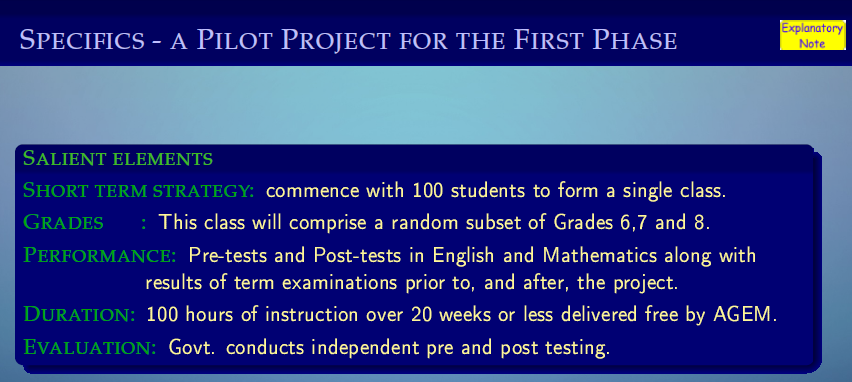 Specifics - a Pilot Project for the First Phase
Explanatory
Note
Salient elements
Short term strategy: commence with 100 students to form a single class.
Grades : This class will comprise a random subset of Grades 6,7 and 8.
Performance: Pre-tests and Post-tests in English and Mathematics along with
results of term examinations prior to, and after, the project.
Duration: 100 hours of instruction over 20 weeks or less delivered free by AGEM.
Evaluation: Govt. conducts independent pre and post testing.